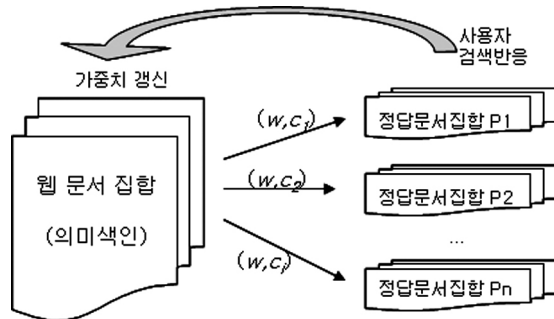 사용자
검색반응
가중치 갱신
웹 문서 집합
(의미색인)
(w,c₁)
정답문서집합 P1
(w,c₂)
정답문서집합 P2
...
(w,cᵢ)
정답문서집합 Pn